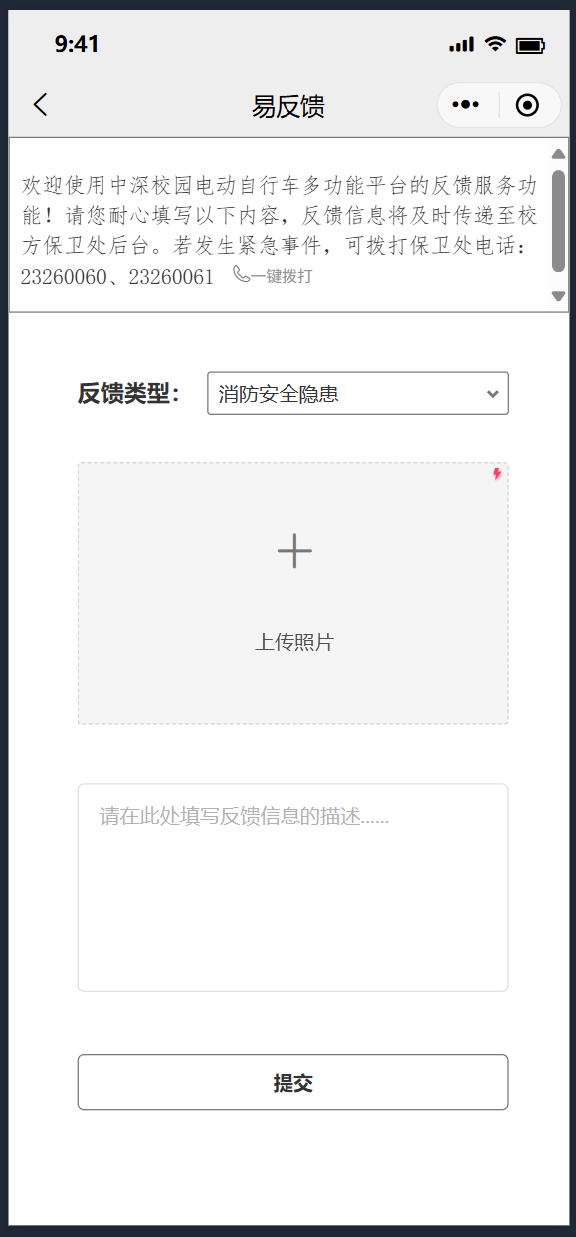 9:41
易反馈
欢迎使用中深校园电动自行车多功能平台的反馈服务功
能！请您耐心填写以下内容，反馈信息将及时传递至校
方保卫处后台。若发生紧急事件，可拨打保卫处电话：
23260060、23260061 一键拨打
反馈类型： 消防安全隐患
上传照片
请在此处填写反馈信息的描述......
提交